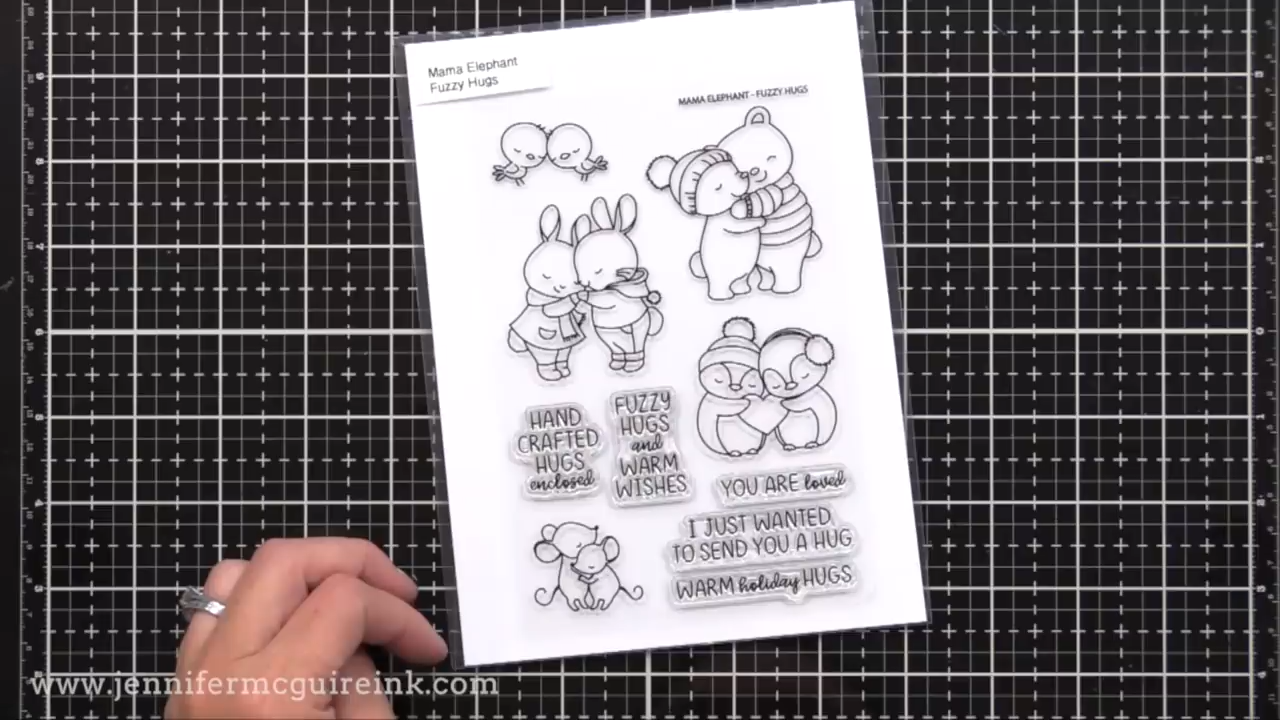 Mama Elephant
Fuzzy Hugs
MAMA ELEPHANT - FUZZY HUGS
HAND
CRAFTED
HUGS
enclosed
FUZZY
HUGS
and
WARM
WISHES
YOU ARE loved
I JUST WANTED
TO SEND YOU A HUG
WARM holiday HUGS
www.jennifermcguireink.com